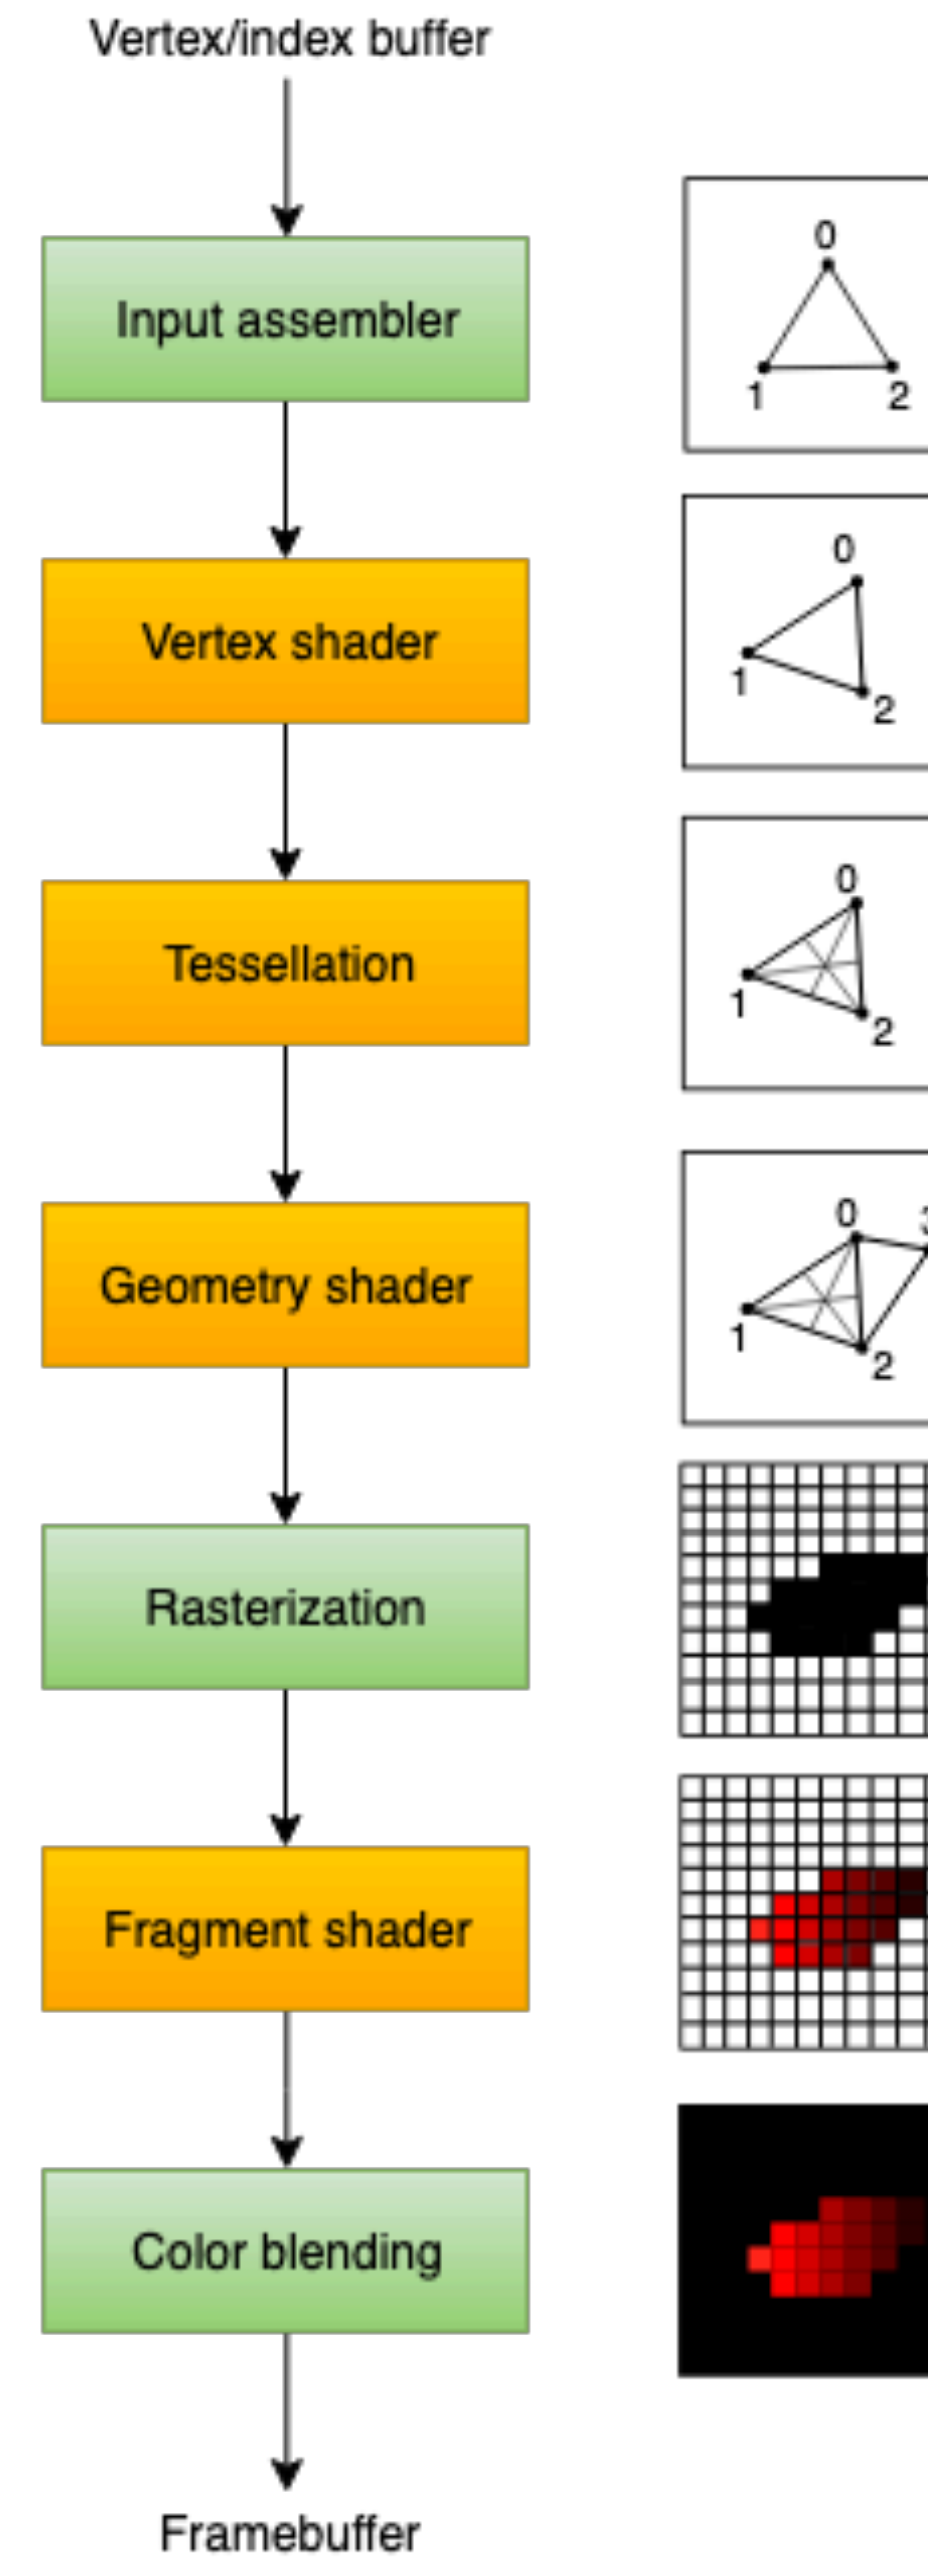 Vertex/index buffer
Input assembler
0
1
2
Vertex shader
0
1
2
Tessellation
0
1
2
Geometry shader
0
1
2
Rasterization
Fragment shader
Color blending
Framebuffer